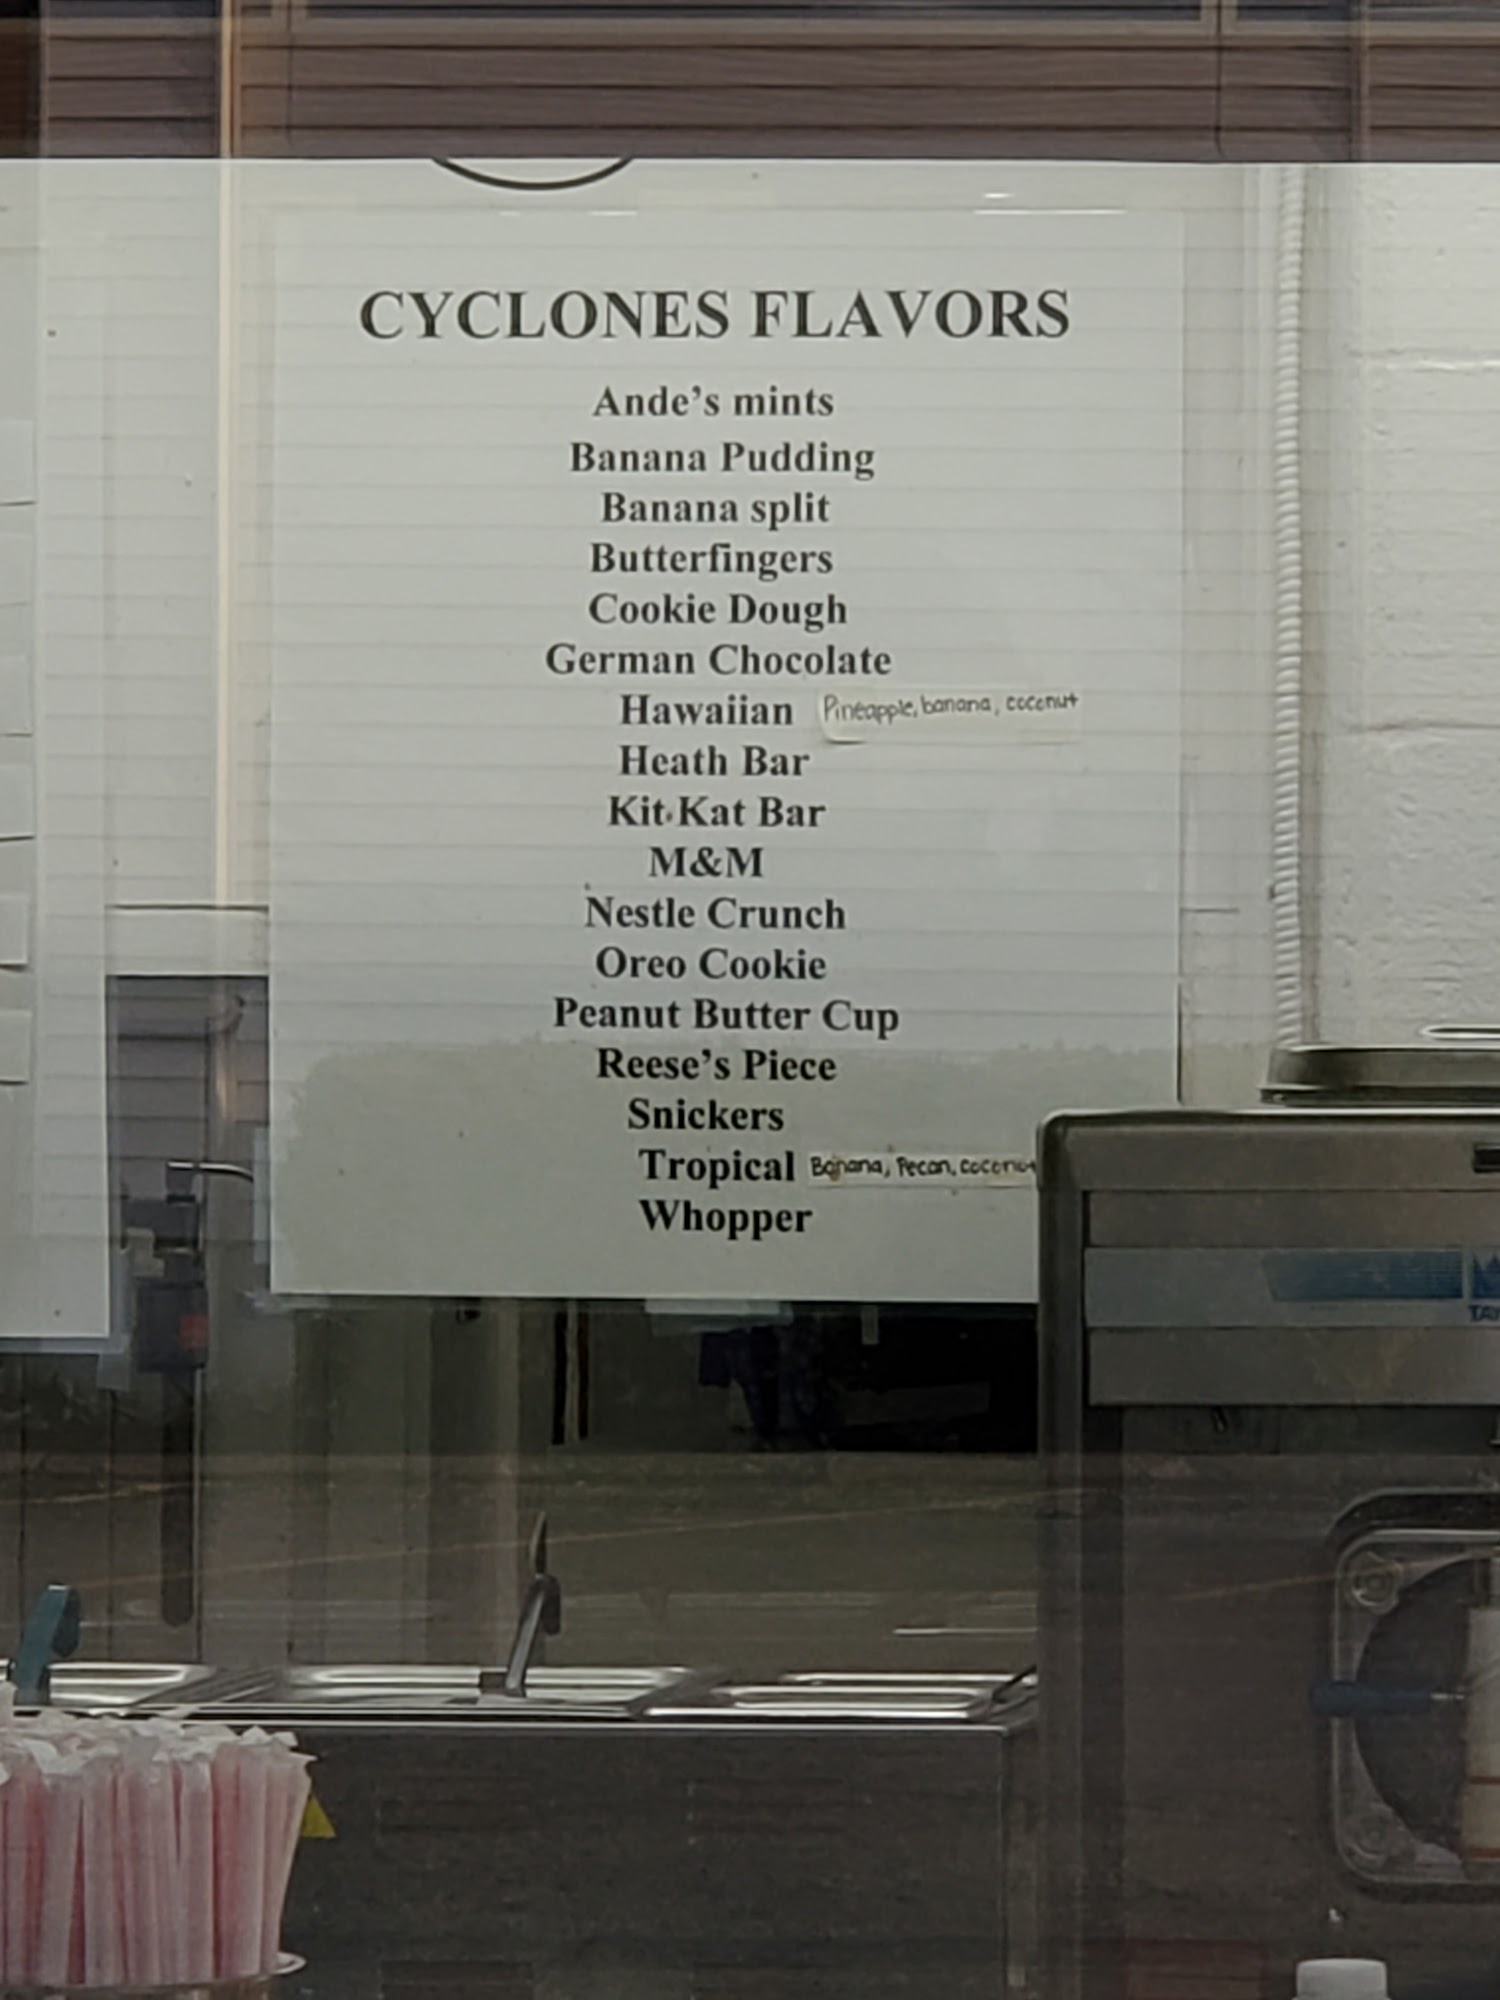 CYCLONES FLAVORS
Ande's mints
Banana Pudding
Banana split
Butterfingers
Cookie Dough
German Chocolate
Hawaiian Pineapple, banana, coconut
Heath Bar
Kit Kat Bar
M&M
Nestle Crunch
Oreo Cookie
Peanut Butter Cup
Reese's Piece
Snickers
Tropical Banana, Pecan, coconut
Whopper